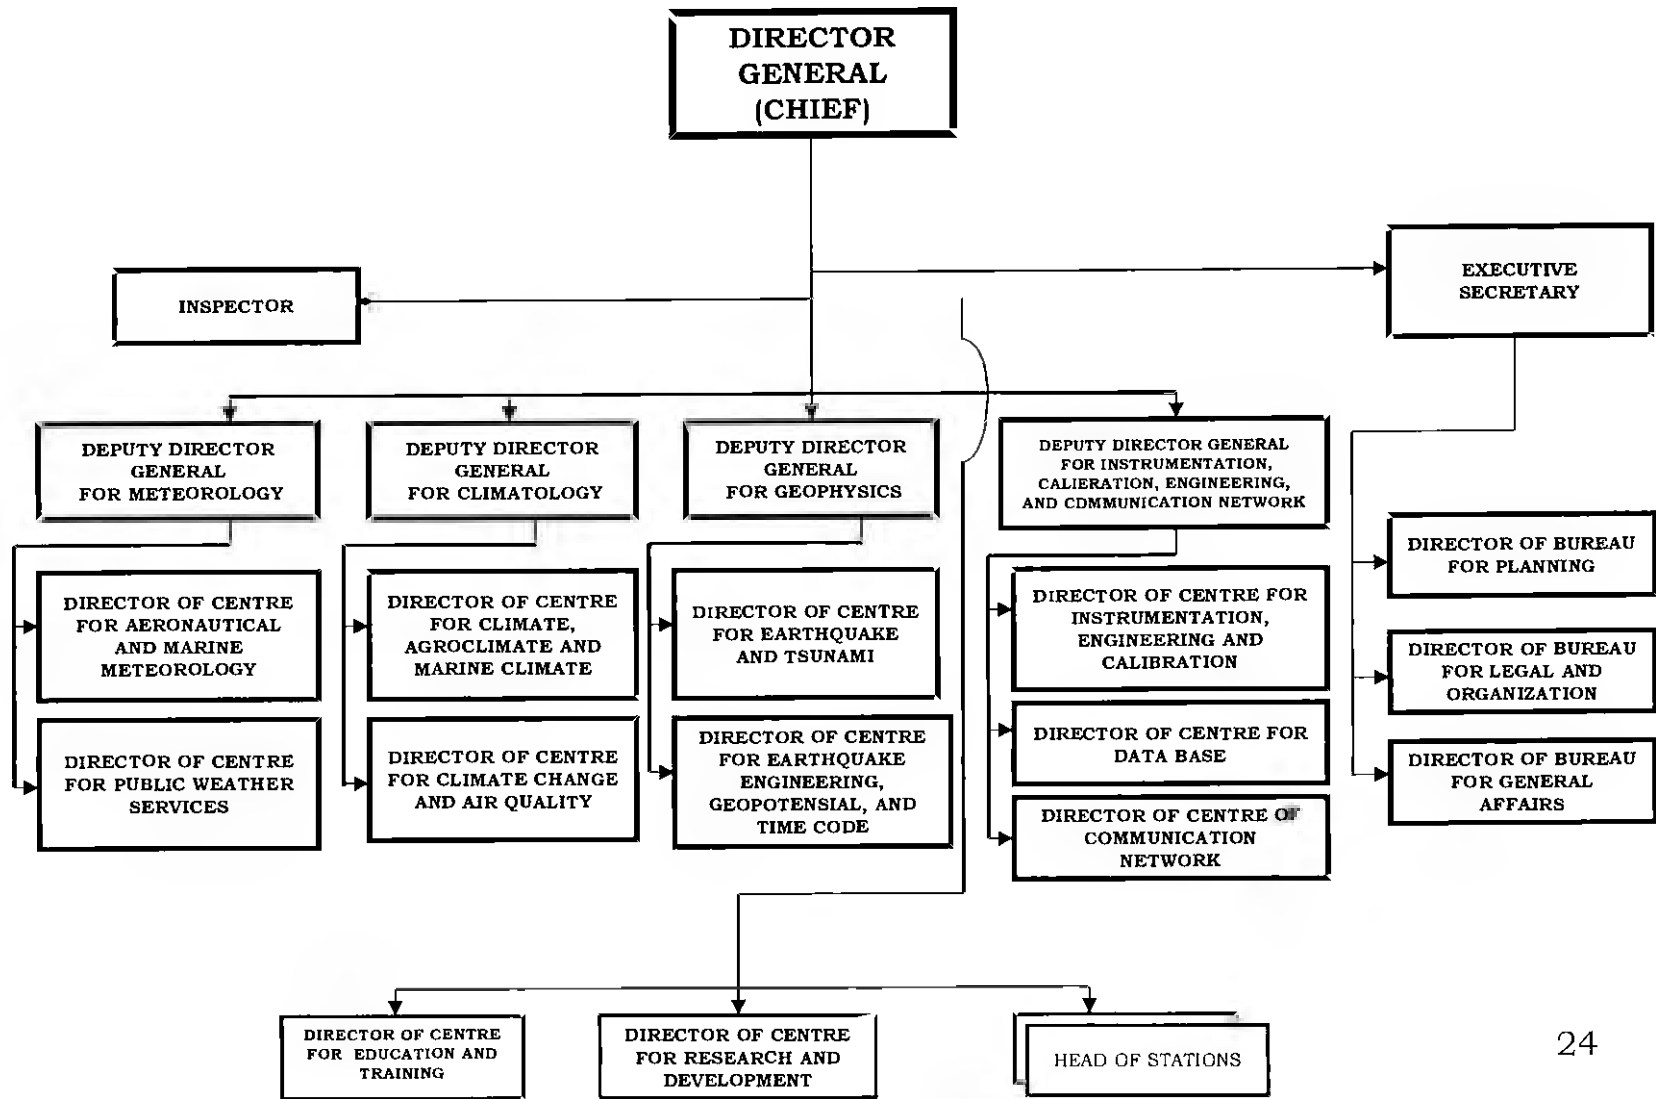 DIRECTOR
GENERAL
(CHIEF)
EXECUTIVE
SECRETARY
INSPECTOR
DEPUTY DIRECTOR
GENERAL
FOR METEOROLOGY
DEPUTY DIRECTOR
GENERAL
FOR CLIMATOLOGY
DEPUTY DIRECTOR
GENERAL
FOR GEOPHYSICS
DEPUTY DIRECTOR GENERAL
FOR INSTRUMENTATION,
CALIERATION, ENGINEERING,
AND CDMMUNICATION NETWORK
DIRECTOR OF CENTRE
FOR AERONAUTICAL
AND MARINE
METEOROLOGY
DIRECTOR OF CENTRE
FOR CLIMATE,
AGROCLIMATE AND
MARINE CLIMATE
DIRECTOR OF CENTRE
FOR EARTHQUAKE
AND TSUNAMI
DIRECTOR OF CENTRE FOR
INSTRUMENTATION,
ENGINEERING AND
CALIBRATION
DIRECTOR OF BUREAU
FOR PLANNING
DIRECTOR OF BUREAU
FOR LEGAL AND
ORGANIZATION
DIRECTOR OF BUREAU
FOR GENERAL
AFFAIRS
DIRECTOR OF CENTRE
FOR PUBLIC WEATHER
SERVICES
DIRECTOR OF CENTRE
FOR CLIMATE CHANGE
AND AIR QUALITY
DIRECTOR OF CENTRE
FOR EARTHQUAKE
ENGINEERING,
GEOPOTENSIAL, AND
TIME CODE
DIRECTOR OF CENTRE FOR
DATA BASE
DIRECTOR OF CENTRE OF
COMMUNICATION
NETWORK
DIRECTOR OF CENTRE
FOR EDUCATION AND
TRAINING
DIRECTOR OF CENTRE
FOR RESEARCH AND
DEVELOPMENT
HEAD OF STATIONS
24